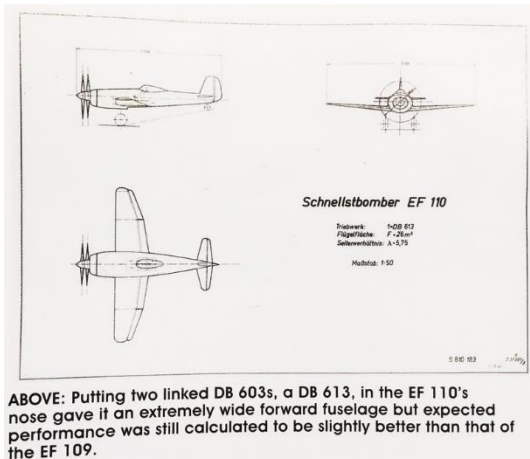 Schnellstbomber EF 110
Triebwerk: 1×DB 613
Flügelfläche: F=26m²
Seitenverhältnis: λ=5,75
Maßstab: 1:50
S 810 183
ABOVE: Putting two linked DB 603s, a DB 613, in the EF 110's
nose gave it an extremely wide forward fuselage but expected
performance was still calculated to be slightly better than that of
the EF 109.